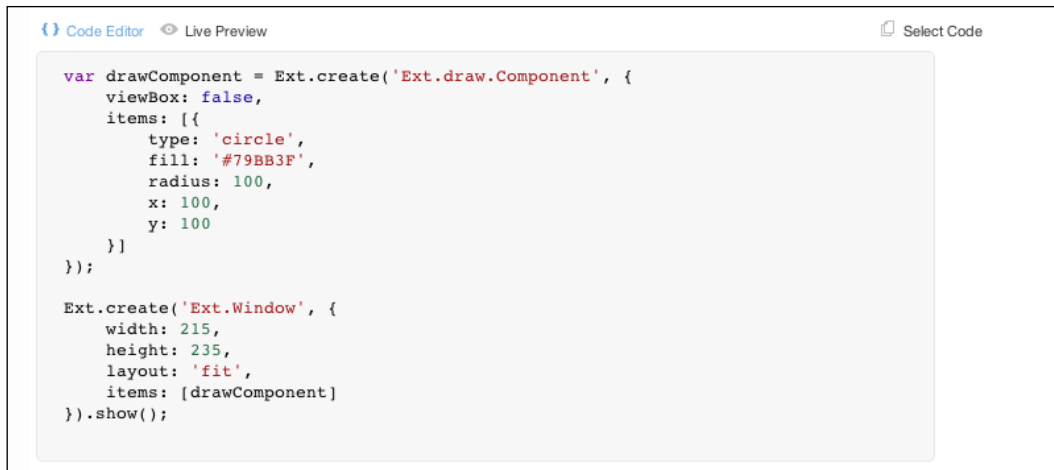 { } Code Editor Live Preview Select Code
var drawComponent = Ext.create('Ext.draw.Component', {
    viewBox: false,
    items: [{
        type: 'circle',
        fill: '#79BB3F',
        radius: 100,
        x: 100,
        y: 100
    }]
});

Ext.create('Ext.Window', {
    width: 215,
    height: 235,
    layout: 'fit',
    items: [drawComponent]
}).show();